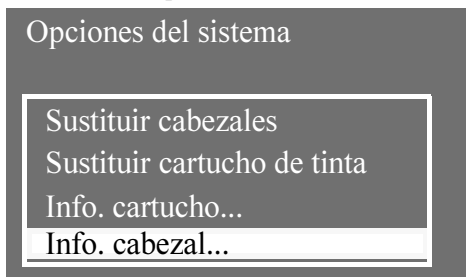 Opciones del sistema
Sustituir cabezales
Sustituir cartucho de tinta
Info. cartucho...
Info. cabezal...